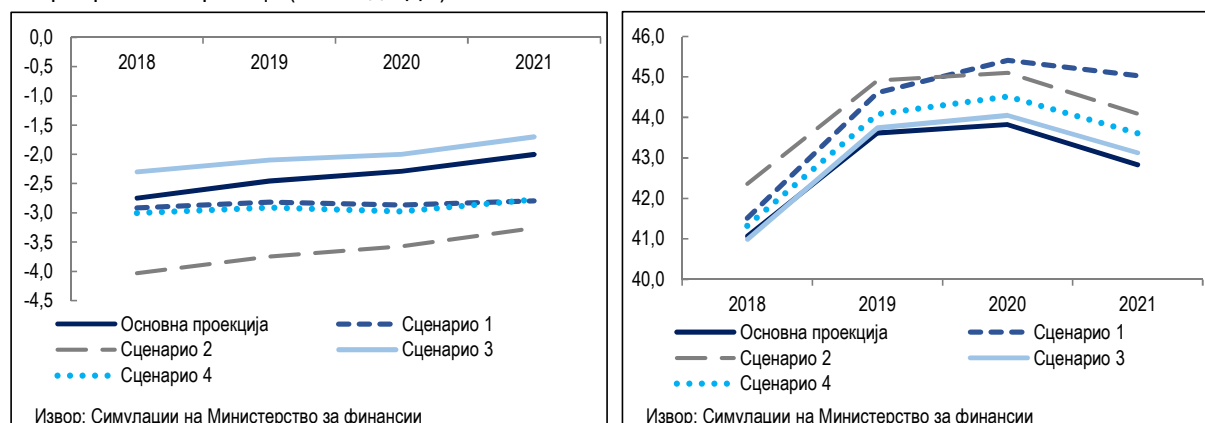 0,0
-0,5
-1,0
-1,5
-2,0
-2,5
-3,0
-3,5
-4,0
-4,5
2018 2019 2020 2021
Основна проекција Сценарио 1
Сценарио 2 Сценарио 3
Сценарио 4
Извор: Симулации на Министерство за финансии
46,0
45,0
44,0
43,0
42,0
41,0
40,0
2018 2019 2020 2021
Основна проекција Сценарио 1
Сценарио 2 Сценарио 3
Сценарио 4
Извор: Симулации на Министерство за финансии